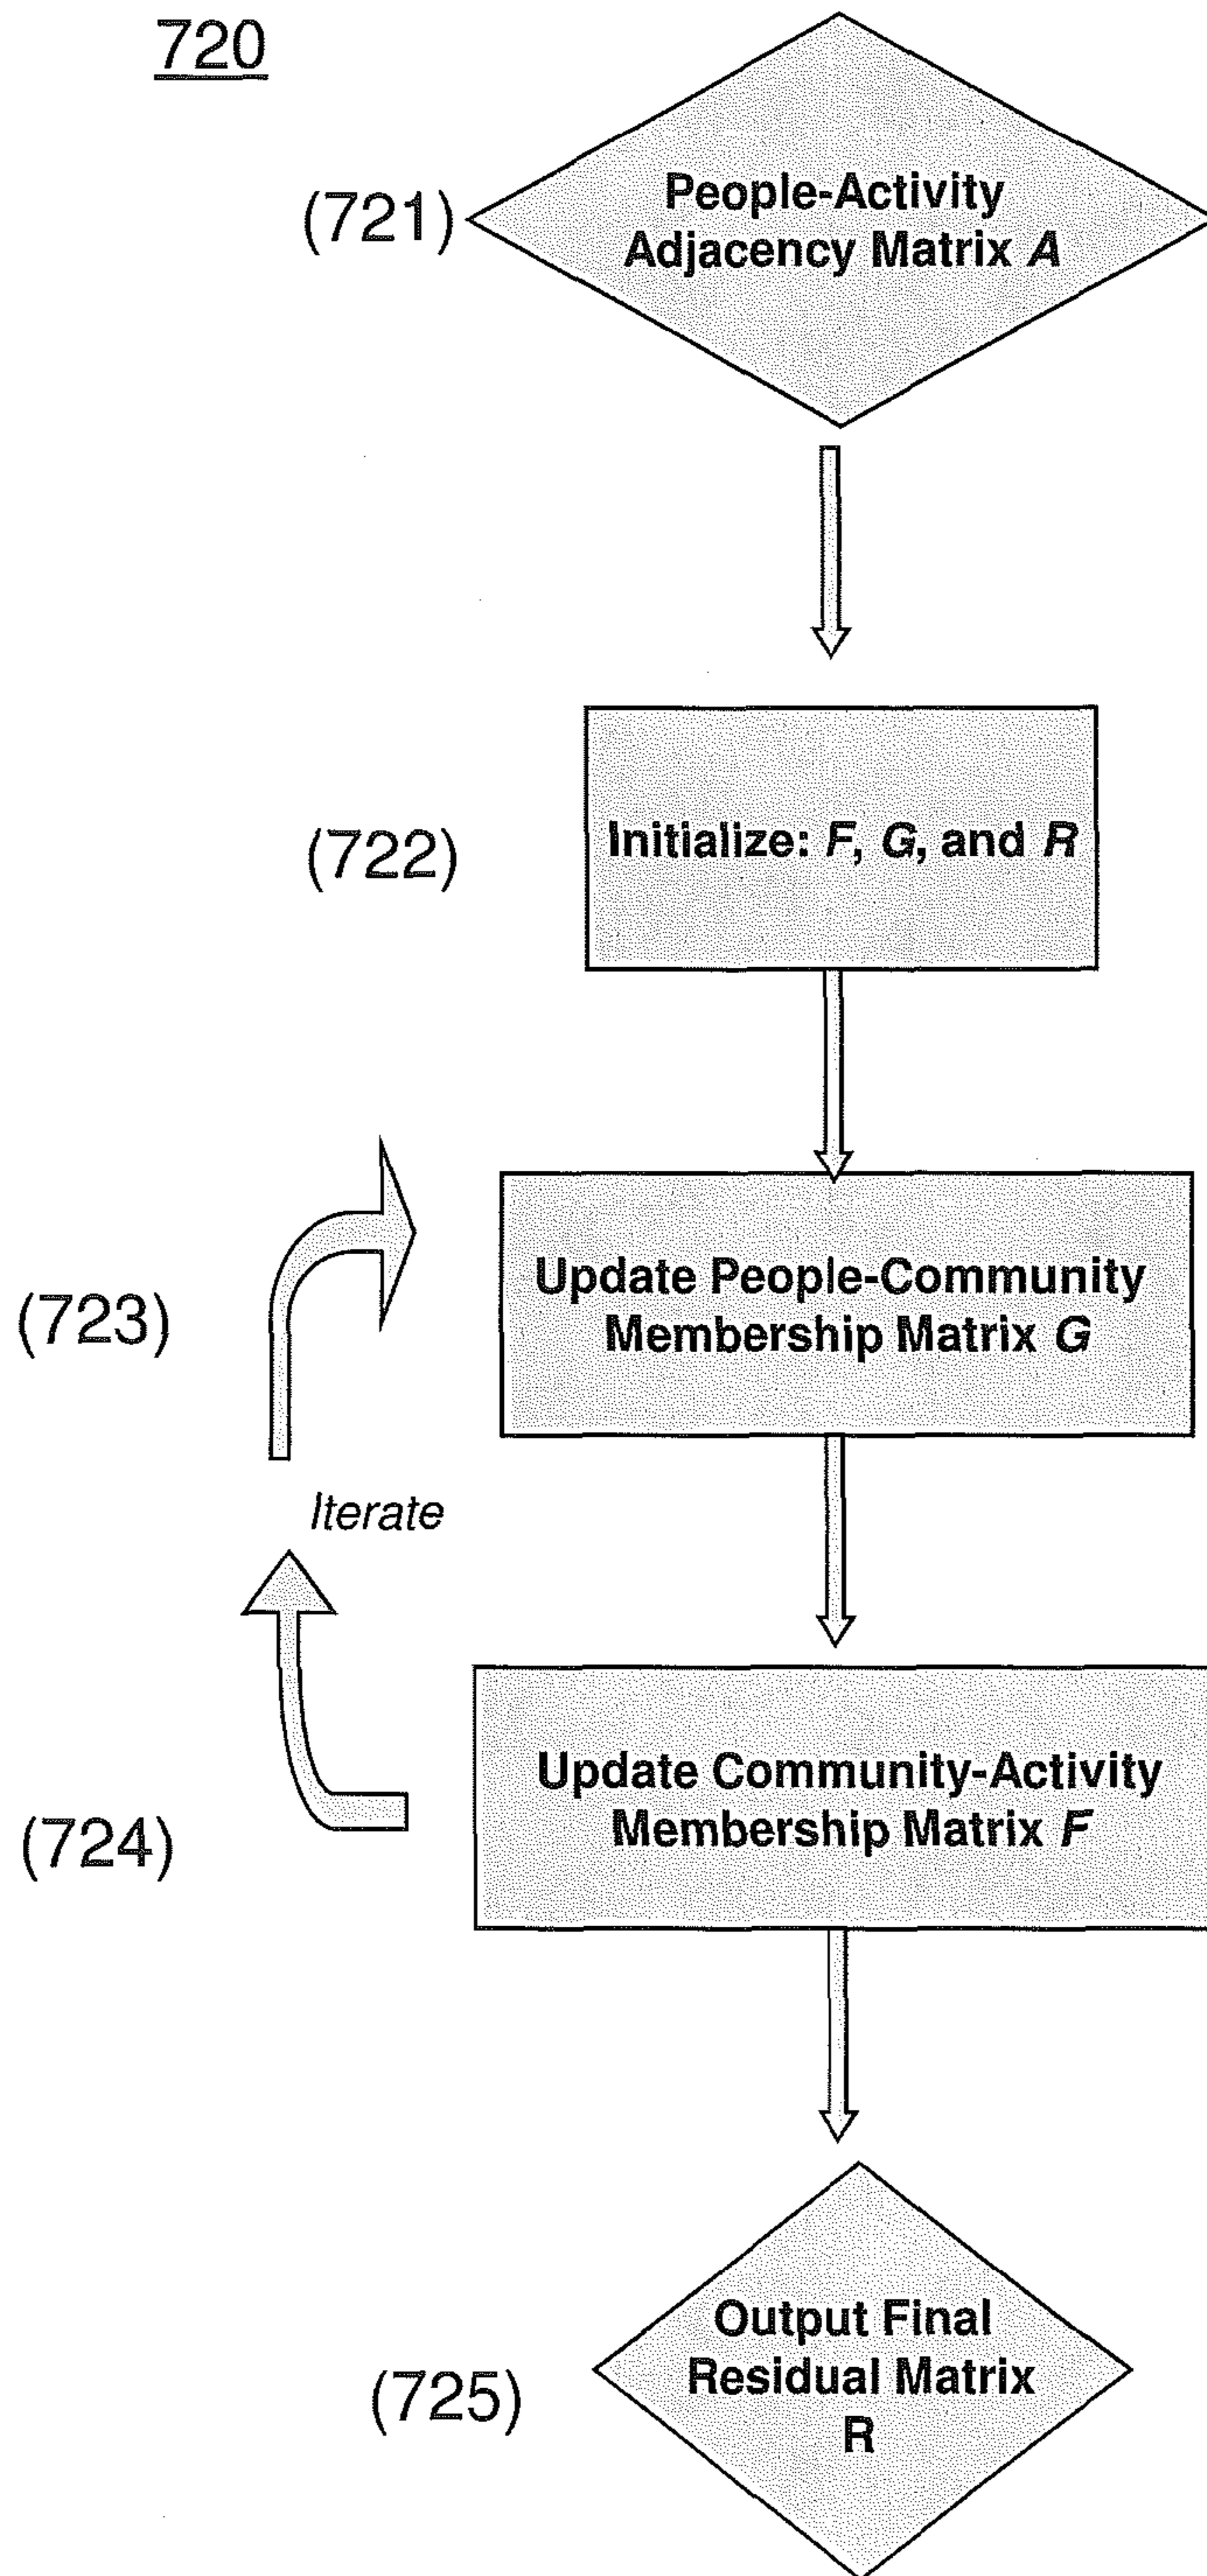 720
(721)
People-Activity
Adjacency Matrix A
(722)
Initialize: F, G, and R
(723)
Update People-Community
Membership Matrix G
Iterate
(724)
Update Community-Activity
Membership Matrix F
(725)
Output Final
Residual Matrix
R